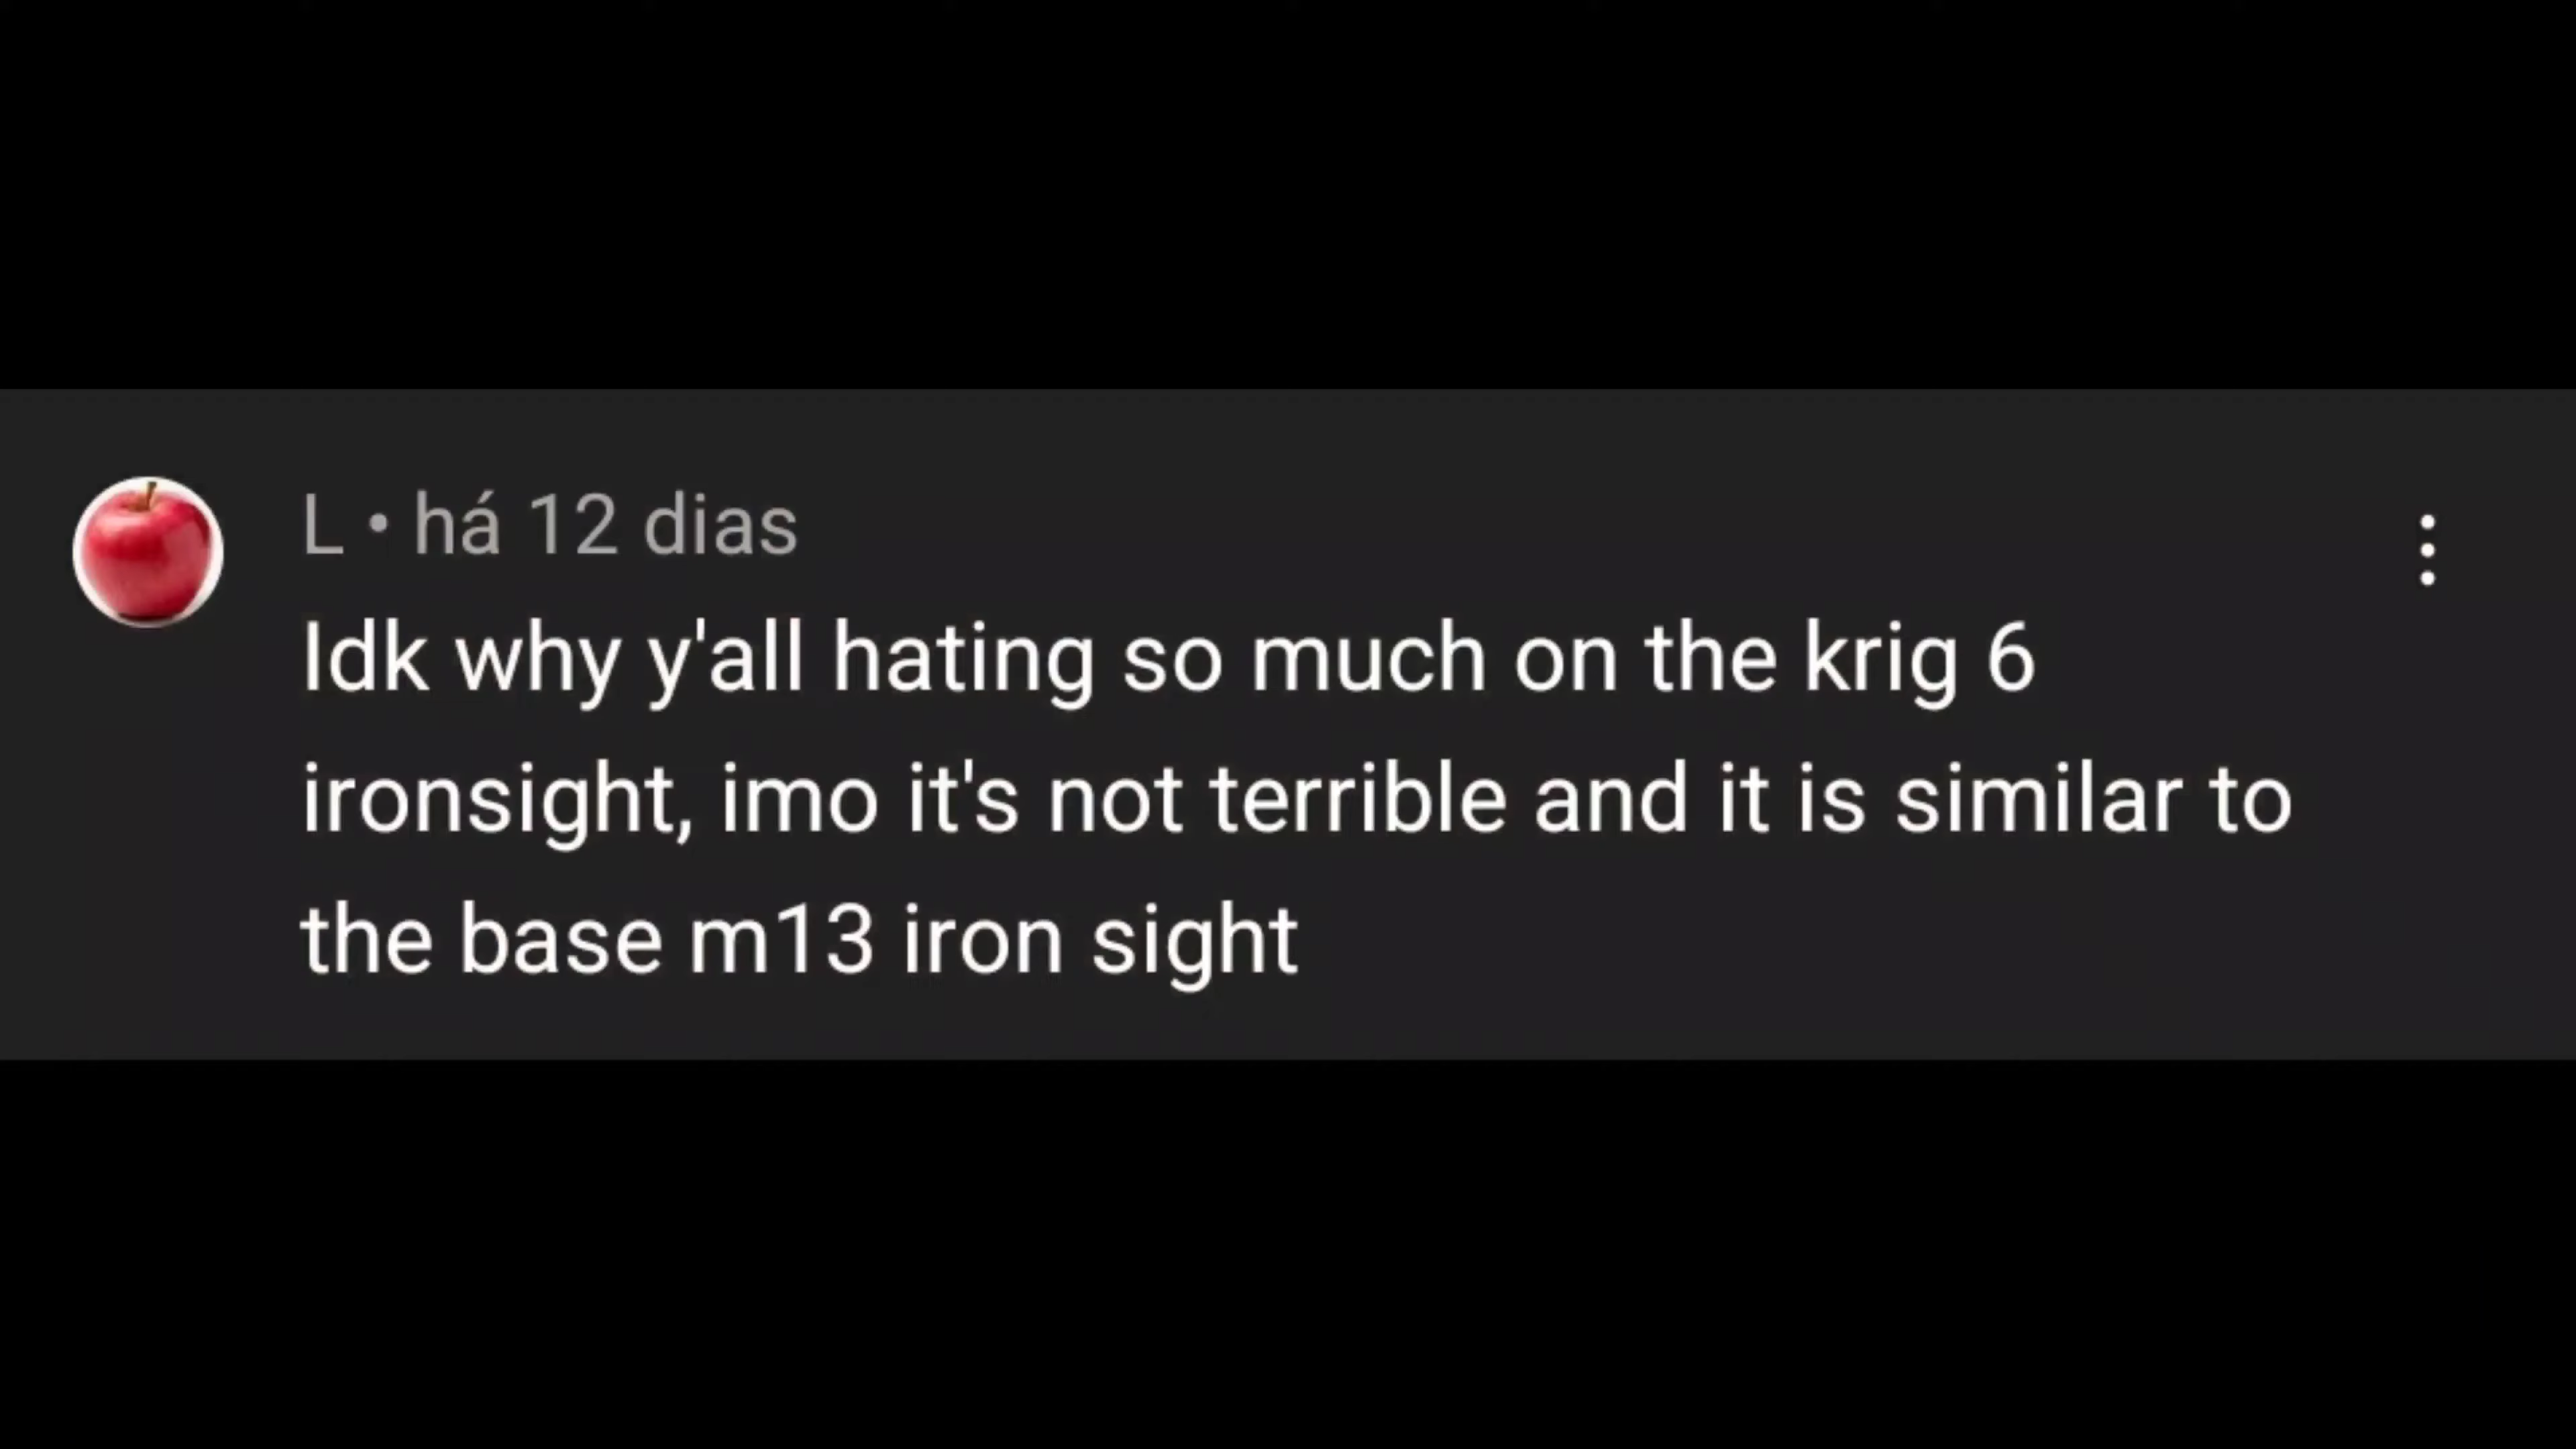 L • há 12 dias
Idk why y'all hating so much on the krig 6
ironsight, imo it's not terrible and it is similar to
the base m13 iron sight